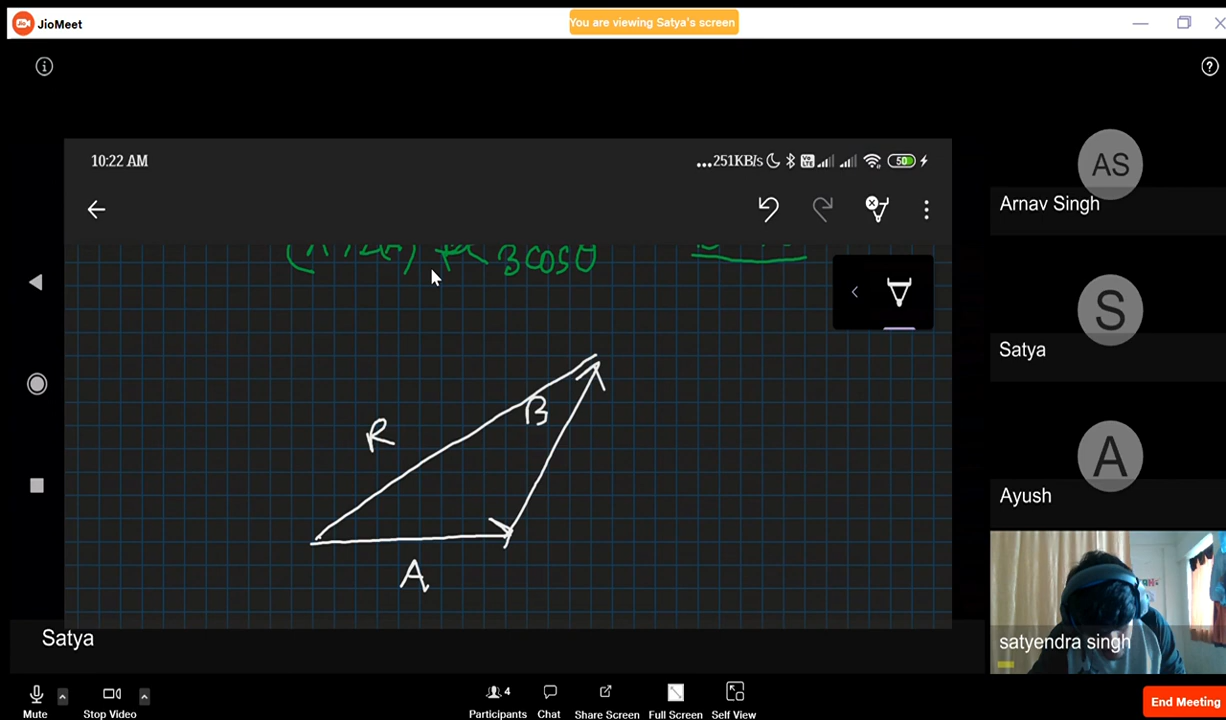 JioMeet
You are viewing Satya's screen
10:22 AM
...251KB/s
50
AS
Arnav Singh
3cosθ
S
Satya
B
R
A
Ayush
A
satyendra singh
Satya
4
Mute
Stop Video
Participants
Chat
Share Screen
Full Screen
Self View
End Meeting